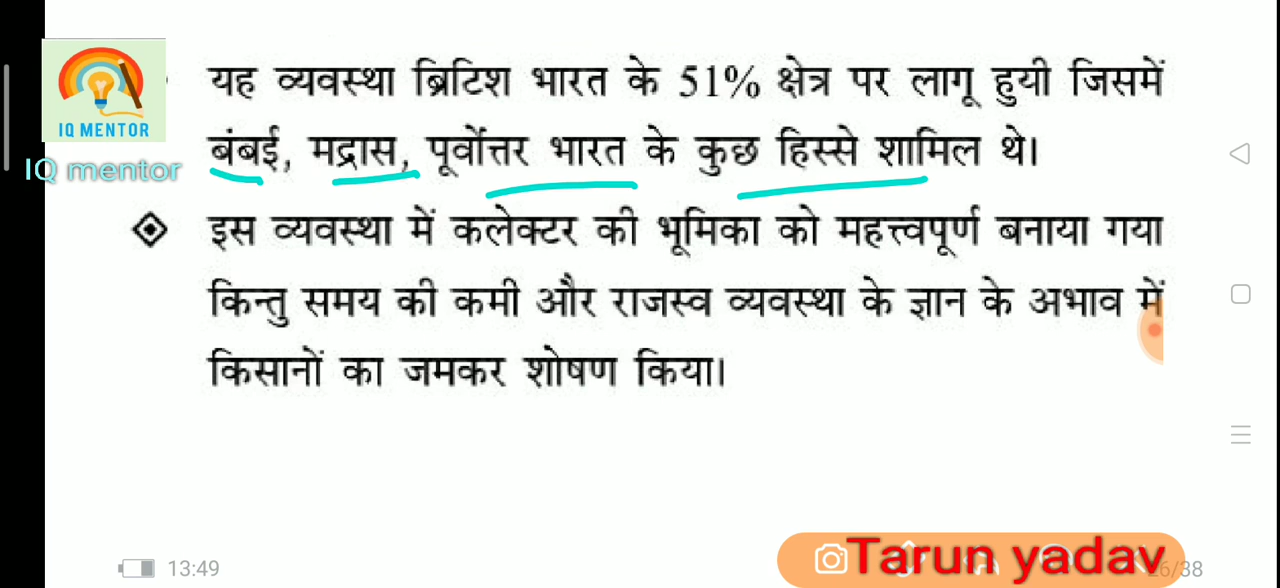 IQ MENTOR
IQ mentor
यह व्यवस्था ब्रिटिश भारत के 51% क्षेत्र पर लागू हुयी जिसमें
बंबई, मद्रास, पूर्वोत्तर भारत के कुछ हिस्से शामिल थे।
इस व्यवस्था में कलेक्टर की भूमिका को महत्त्वपूर्ण बनाया गया
किन्तु समय की कमी और राजस्व व्यवस्था के ज्ञान के अभाव में
किसानों का जमकर शोषण किया।
13:49
Tarun yadav
/38